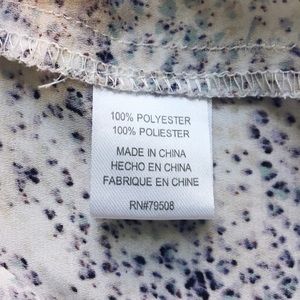 100% POLYESTER
100% POLIESTER
MADE IN CHINA
HECHO EN CHINA
FABRIQUE EN CHINE
RN#79508